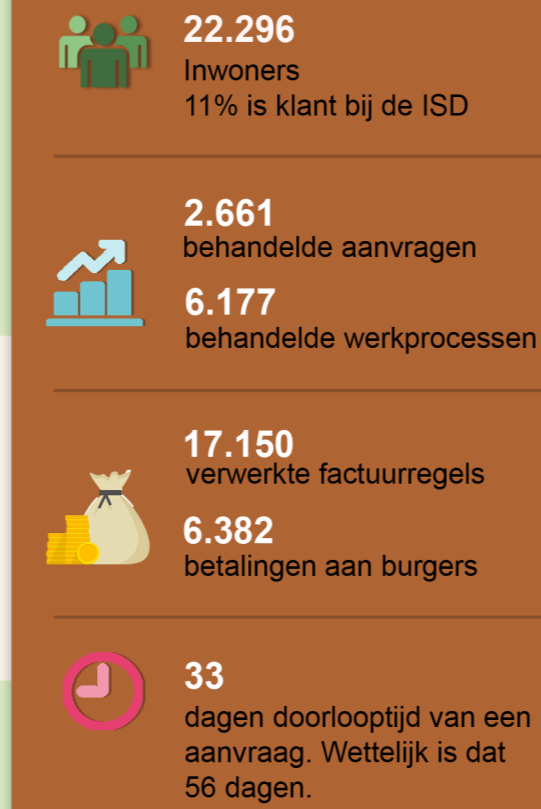 22.296
Inwoners
11% is klant bij de ISD
2.661
behandelde aanvragen
6.177
behandelde werkprocessen
17.150
verwerkte factuurregels
6.382
betalingen aan burgers
33
dagen doorlooptijd van een
aanvraag. Wettelijk is dat
56 dagen.